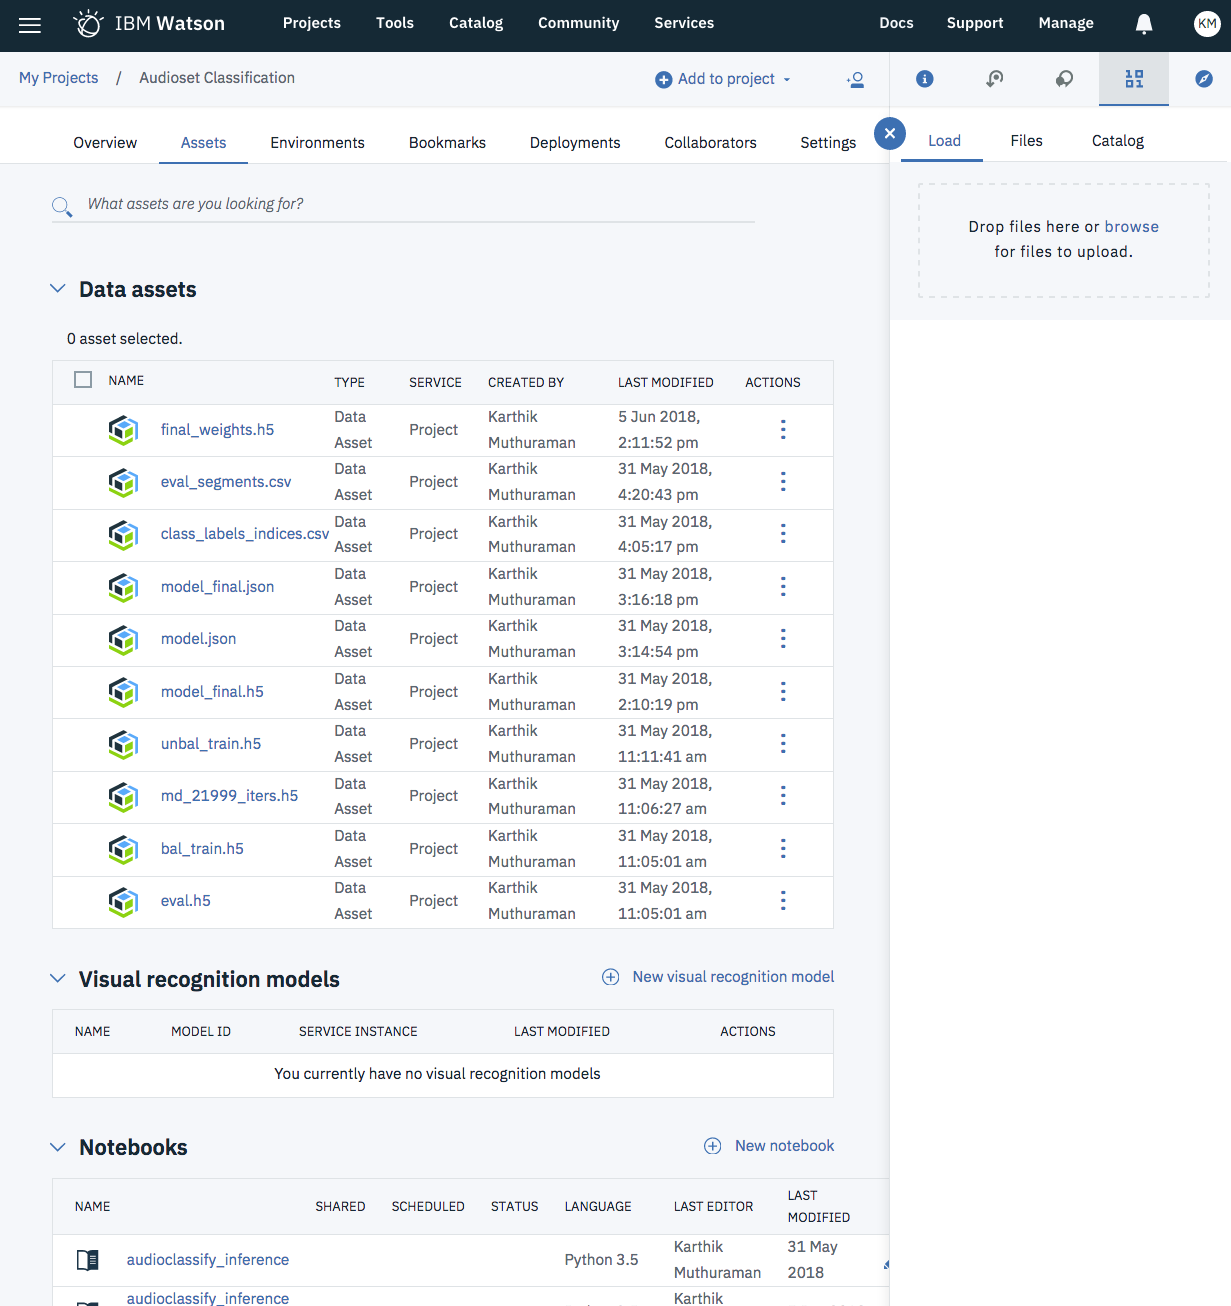 IBM Watson Projects Tools Catalog Community Services Docs Support Manage KM
My Projects / Audioset Classification Add to project
Overview Assets Environments Bookmarks Deployments Collaborators Settings Load Files Catalog
What assets are you looking for?
Drop files here or browse
for files to upload.
Data assets
0 asset selected.
NAME TYPE SERVICE CREATED BY LAST MODIFIED ACTIONS
final_weights.h5 Data Asset Project Karthik Muthuraman 5 Jun 2018, 2:11:52 pm
eval_segments.csv Data Asset Project Karthik Muthuraman 31 May 2018, 4:20:43 pm
class_labels_indices.csv Data Asset Project Karthik Muthuraman 31 May 2018, 4:05:17 pm
model_final.json Data Asset Project Karthik Muthuraman 31 May 2018, 3:16:18 pm
model.json Data Asset Project Karthik Muthuraman 31 May 2018, 3:14:54 pm
model_final.h5 Data Asset Project Karthik Muthuraman 31 May 2018, 2:10:19 pm
unbal_train.h5 Data Asset Project Karthik Muthuraman 31 May 2018, 11:11:41 am
md_21999_iters.h5 Data Asset Project Karthik Muthuraman 31 May 2018, 11:06:27 am
bal_train.h5 Data Asset Project Karthik Muthuraman 31 May 2018, 11:05:01 am
eval.h5 Data Asset Project Karthik Muthuraman 31 May 2018, 11:05:01 am
Visual recognition models New visual recognition model
NAME MODEL ID SERVICE INSTANCE LAST MODIFIED ACTIONS
You currently have no visual recognition models
Notebooks New notebook
NAME SHARED SCHEDULED STATUS LANGUAGE LAST EDITOR LAST MODIFIED
audioclassify_inference Python 3.5 Karthik Muthuraman 31 May 2018
audioclassify_inference Karthik